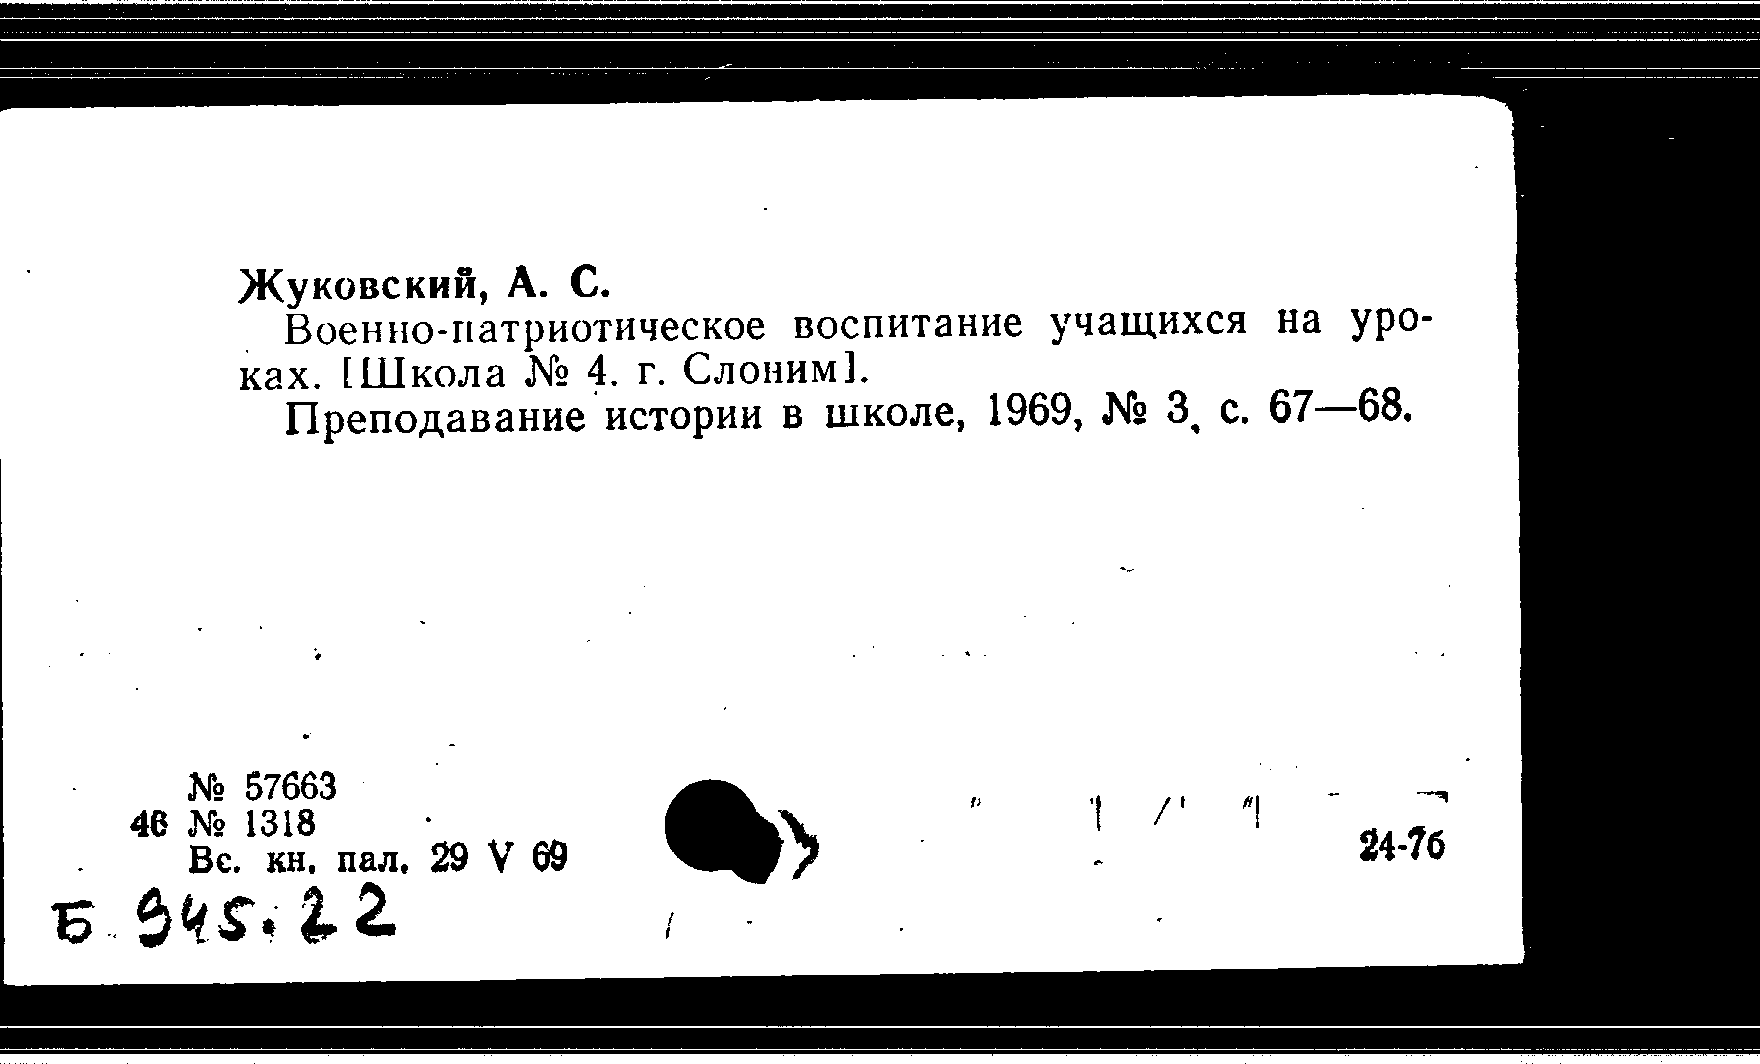 Жуковский, А. С.
Военно-патриотическое воспитание учащихся на уро-
ках. [Школа № 4. г. Слоним].
Преподавание истории в школе, 1969, № 3, с. 67—68.
№ 57663
46 № 1318
Вс. кн. пал. 29 V 69
24-7б
Б 945.22